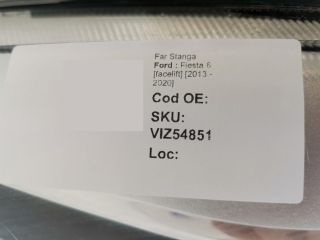 Far Stanga
Ford : Fiesta 6
[facelift] [2013 -
2020]
Cod OE:
SKU:
VIZ54851
Loc: